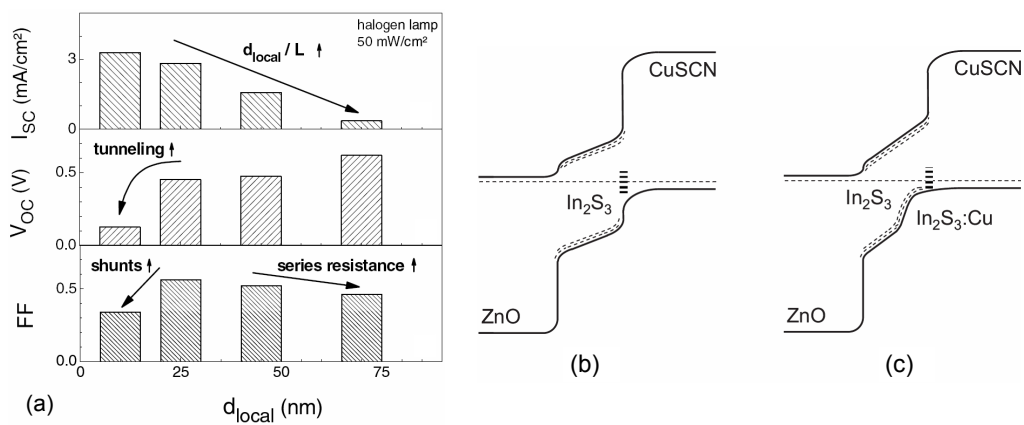 halogen lamp
50 mW/cm²
d_local / L ↑
I_SC (mA/cm²)
3
0
tunneling ↑
V_OC (V)
0.5
0.0
shunts ↑
series resistance ↑
FF
0.5
0.0
0
25
50
75
d_local (nm)
(a)
CuSCN
In₂S₃
ZnO
(b)
CuSCN
In₂S₃
In₂S₃:Cu
ZnO
(c)